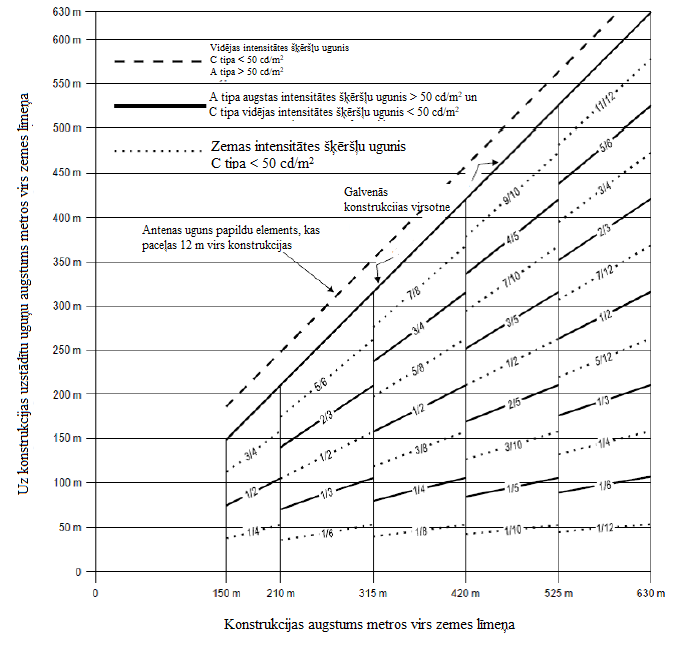 630 m
600 m
550 m
500 m
450 m
400 m
350 m
300 m
250 m
200 m
150 m
100 m
50 m
0
Uz konstrukcijas uzstādītu uguņu augstums metros virs zemes līmeņa
Vidējas intensitātes šķēršļu ugunis
C tipa < 50 cd/m²
A tipa > 50 cd/m²
A tipa augstas intensitātes šķēršļu ugunis > 50 cd/m² un
C tipa vidējas intensitātes šķēršļu ugunis < 50 cd/m²
Zemas intensitātes šķēršļu ugunis
C tipa < 50 cd/m²
Galvenās
konstrukcijas virsotne
Antenas uguns papildu elements, kas
paceļas 12 m virs konstrukcijas
3/4
1/2
1/4
5/6
2/3
1/2
1/3
1/6
7/8
3/4
5/8
1/2
3/8
1/4
1/8
9/10
4/5
7/10
3/5
1/2
2/5
3/10
1/5
1/10
11/12
5/6
3/4
2/3
7/12
1/2
5/12
1/3
1/4
1/6
1/12
0
150 m
210 m
315 m
420 m
525 m
630 m
Konstrukcijas augstums metros virs zemes līmeņa